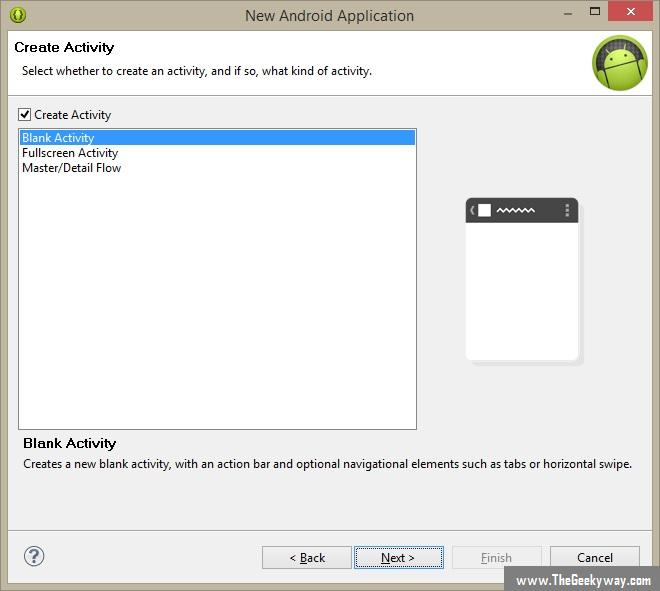 New Android Application
Create Activity
Select whether to create an activity, and if so, what kind of activity.
Create Activity
Blank Activity
Fullscreen Activity
Master/Detail Flow
Blank Activity
Creates a new blank activity, with an action bar and optional navigational elements such as tabs or horizontal swipe.
?
< Back
Next >
Finish
Cancel
www.TheGeekyway.com